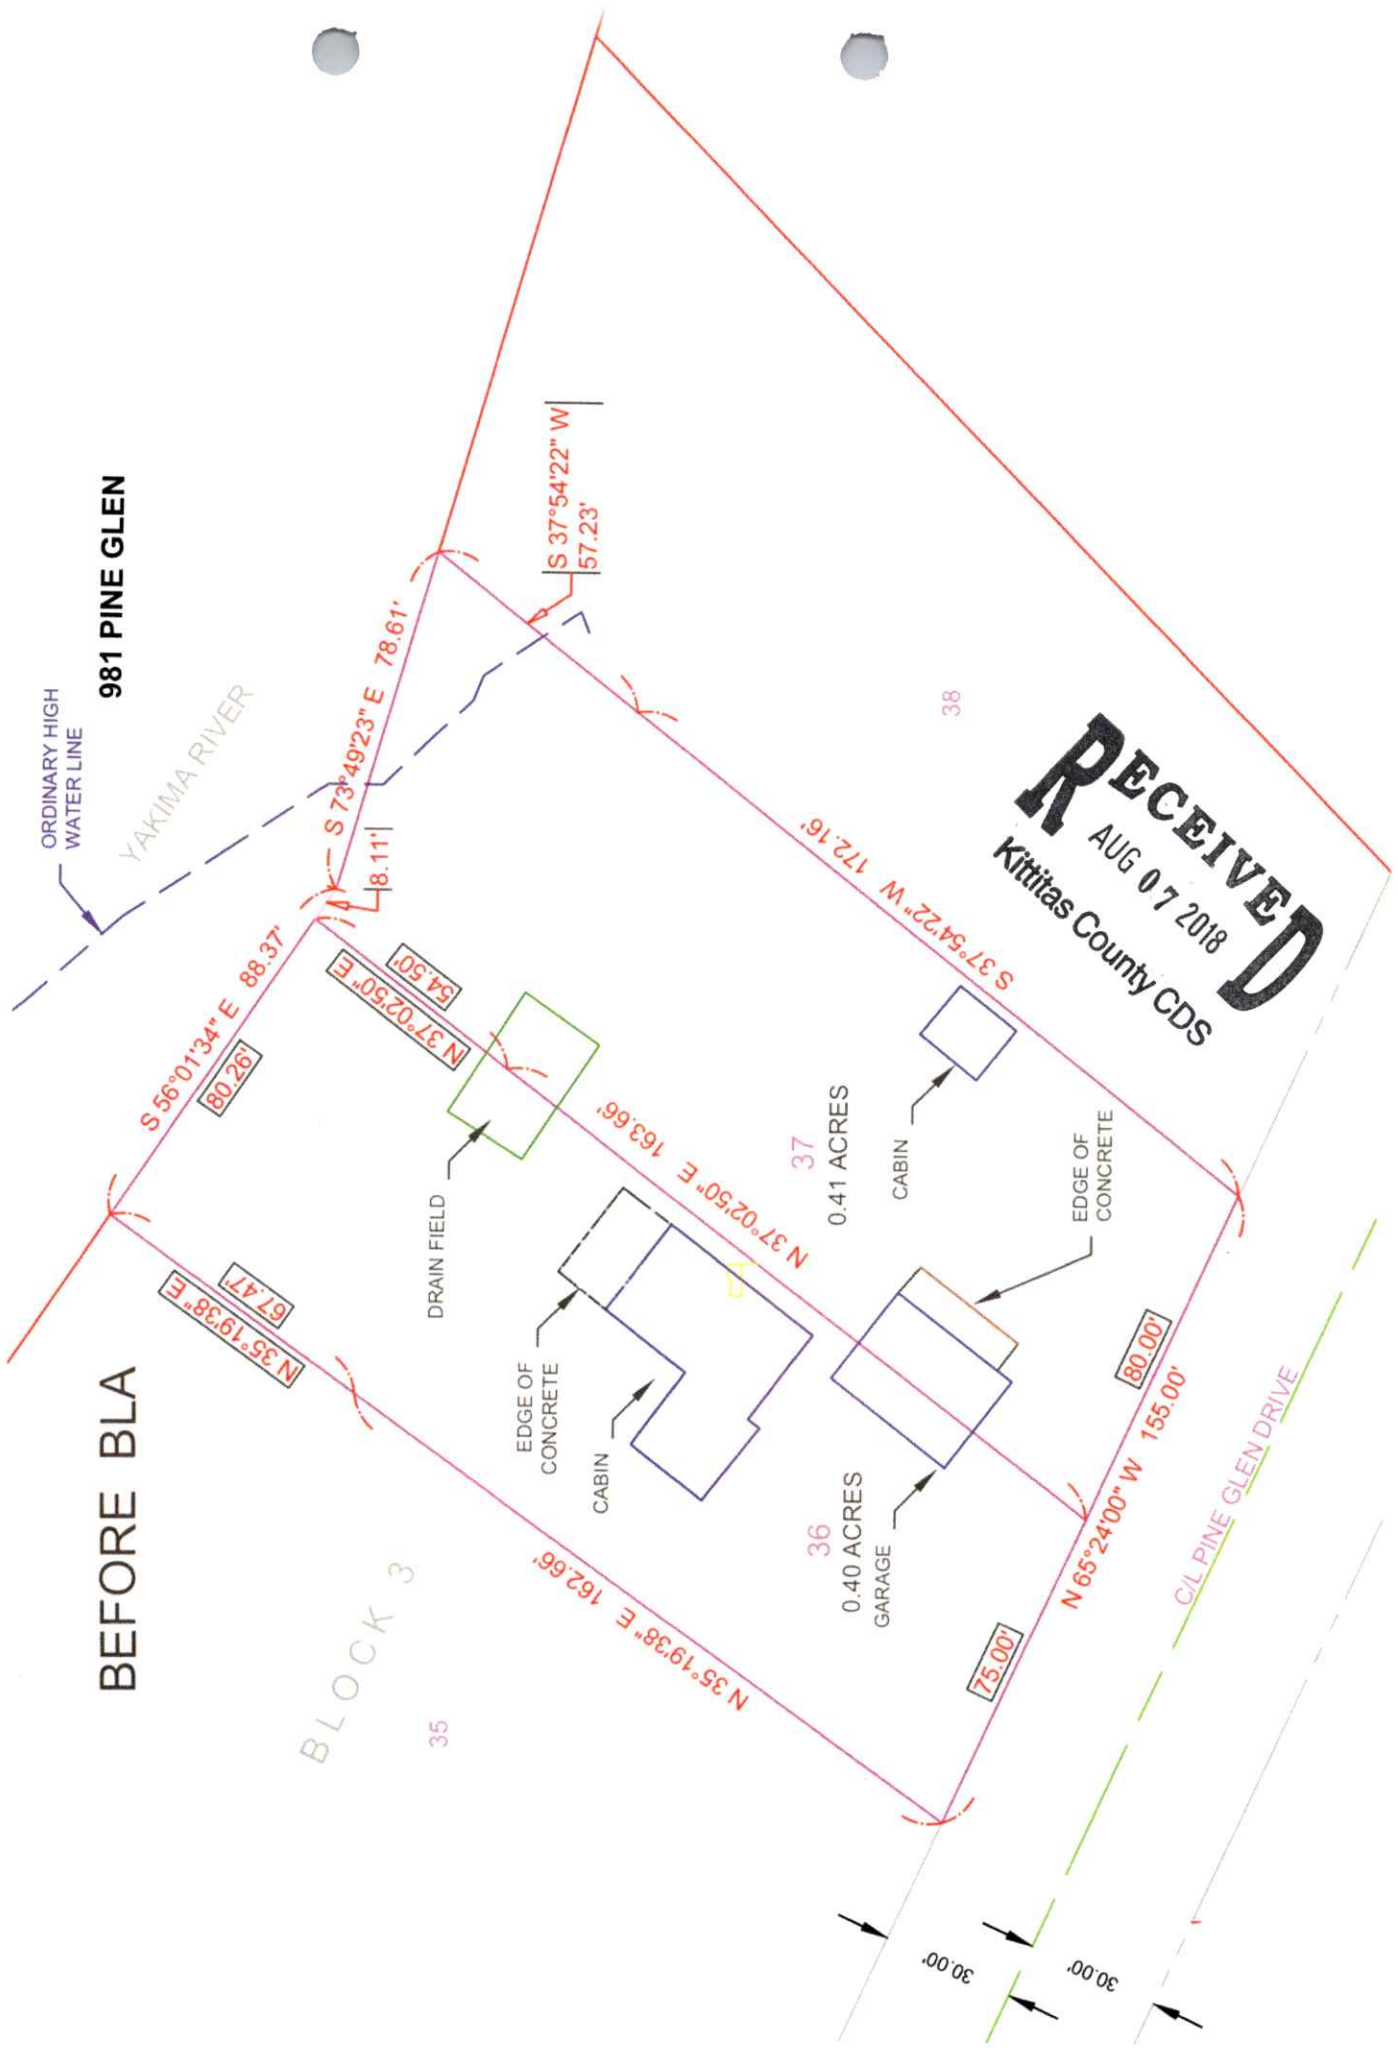 BEFORE BLA
981 PINE GLEN
ORDINARY HIGH
WATER LINE
YAKIMA RIVER
BLOCK 3
35
S 56°01'34" E 88.37'
80.26'
8.11'
S 73°49'23" E 78.61'
S 37°54'22" W
57.23'
N 35°19'38" E
67.47'
N 37°02'50" E
54.50'
DRAIN FIELD
N 35°19'38" E 162.66'
N 37°02'50" E 163.66'
S 37°54'22" W 172.16'
EDGE OF
CONCRETE
CABIN
36
0.40 ACRES
GARAGE
37
0.41 ACRES
CABIN
EDGE OF
CONCRETE
38
75.00'
80.00'
N 65°24'00" W 155.00'
C/L PINE GLEN DRIVE
30.00'
30.00'
RECEIVED
AUG 07 2018
Kittitas County CDS